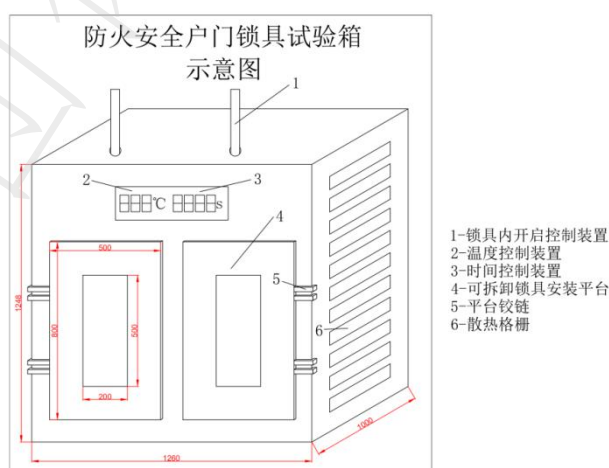 防火安全户门锁具试验箱
示意图
1
2
3
℃
s
4
500
5
1248
800
500
6
200
1260
1000
1-锁具内开启控制装置
2-温度控制装置
3-时间控制装置
4-可拆卸锁具安装平台
5-平台铰链
6-散热格栅